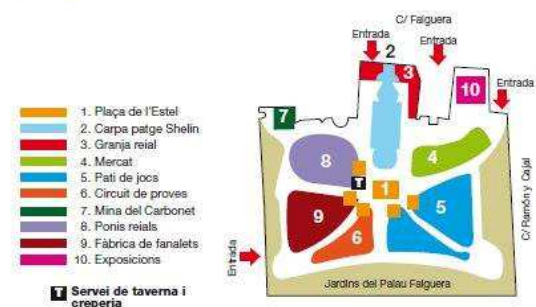 C/ Falguera
Entrada
Entrada
Entrada
2
3
10
7
1. Plaça de l'Estel
2. Carpa patge Shelin
3. Granja reial
4. Mercat
5. Pati de jocs
6. Circuit de proves
7. Mina del Carbonet
8. Ponis reials
9. Fàbrica de fanalets
10. Exposicions
T Servei de taverna i
creperia
8
4
T
1
5
9
6
C/ Ramón y Cajal
Entrada
Jardins del Palau Falguera